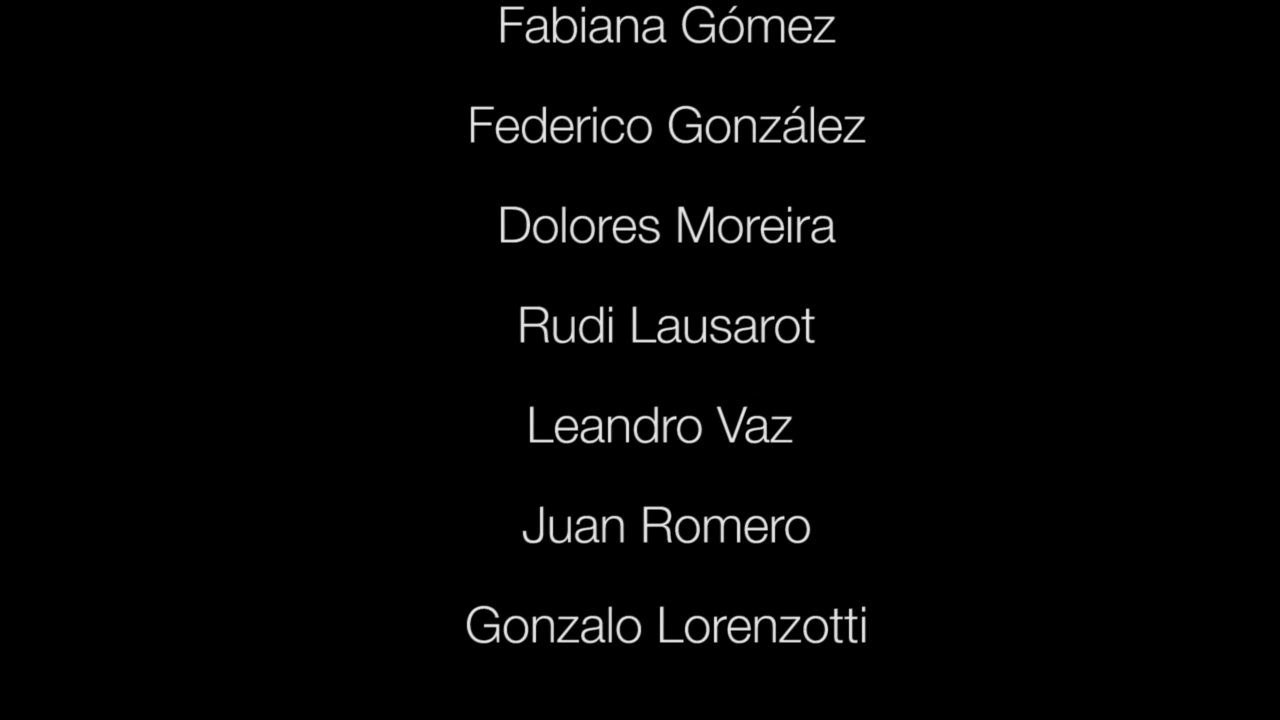 Fabiana Gómez
Federico González
Dolores Moreira
Rudi Lausarot
Leandro Vaz
Juan Romero
Gonzalo Lorenzotti